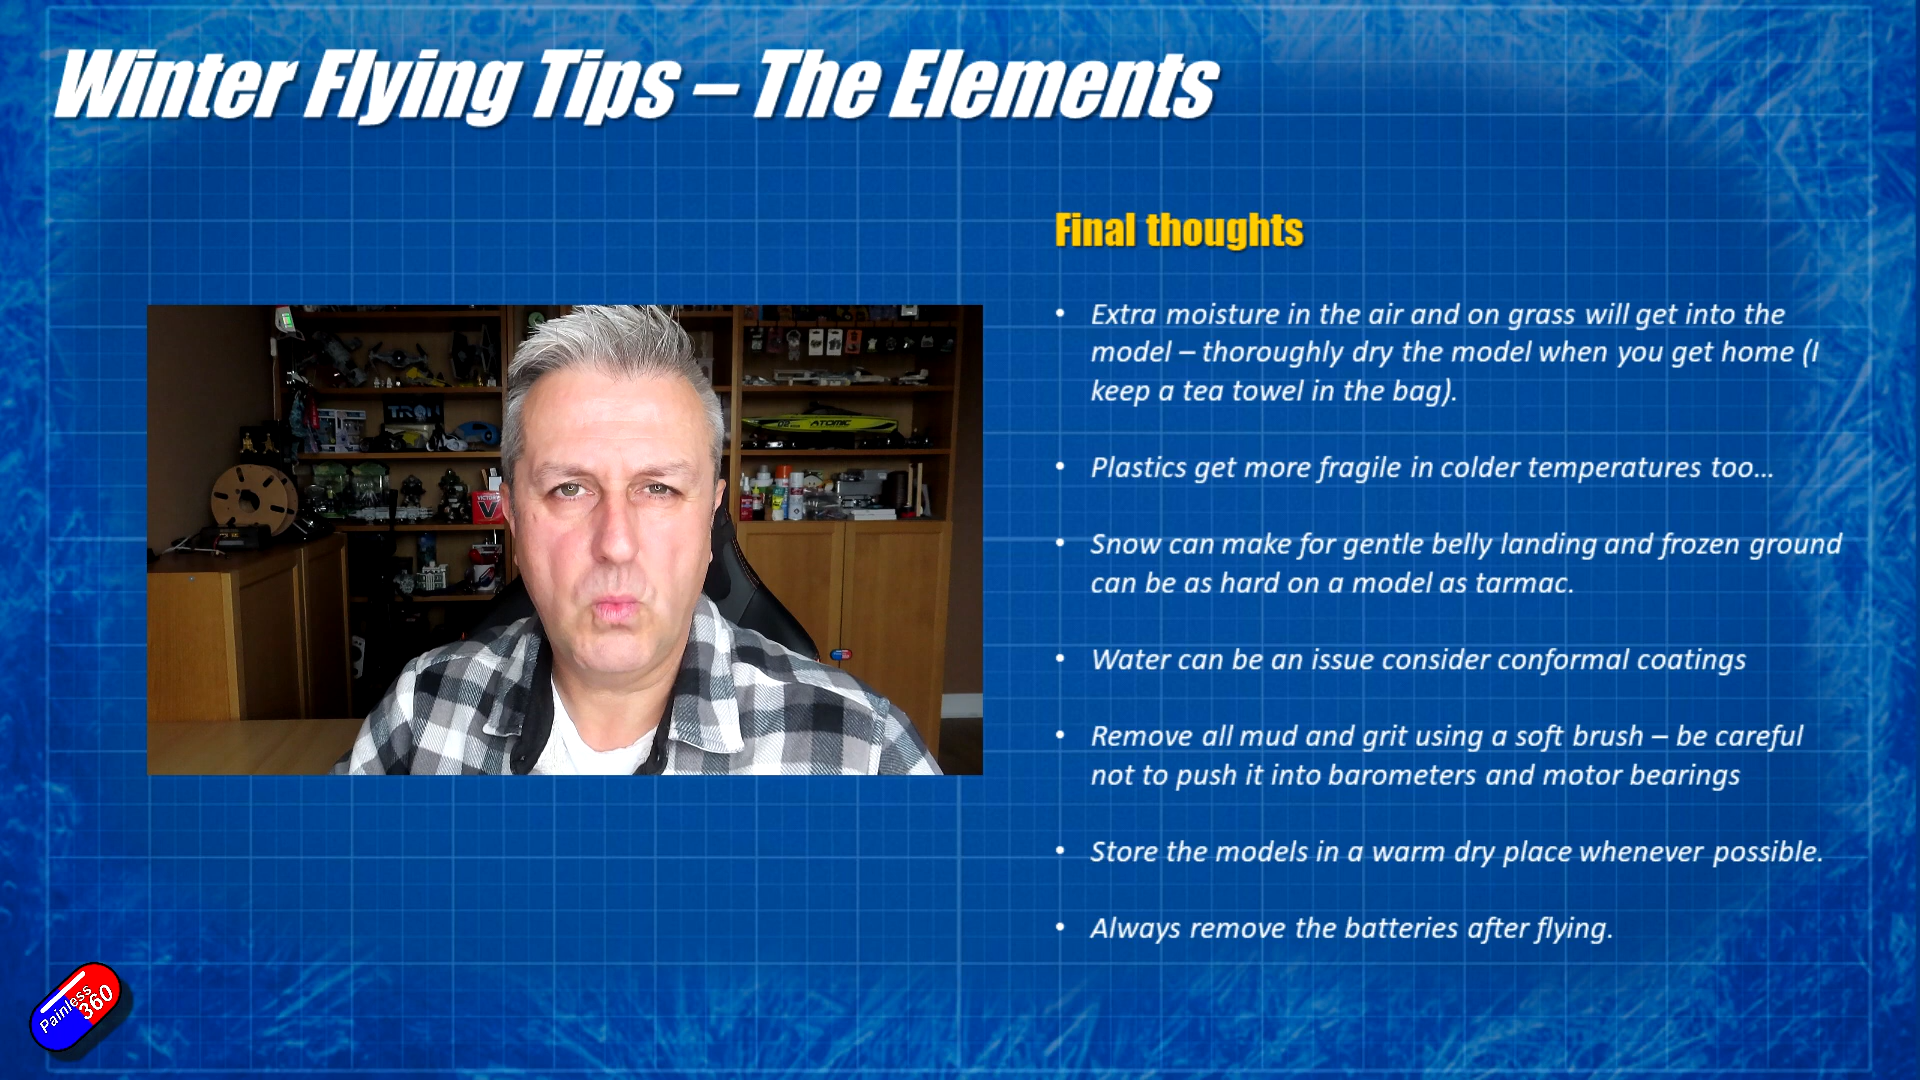 Winter Flying Tips – The Elements
Final thoughts
• Extra moisture in the air and on grass will get into the
model – thoroughly dry the model when you get home (I
keep a tea towel in the bag).
• Plastics get more fragile in colder temperatures too...
• Snow can make for gentle belly landing and frozen ground
can be as hard on a model as tarmac.
• Water can be an issue consider conformal coatings
• Remove all mud and grit using a soft brush – be careful
not to push it into barometers and motor bearings
• Store the models in a warm dry place whenever possible.
• Always remove the batteries after flying.
TRON
ATOMIC
VICTORY
V
Painless
360